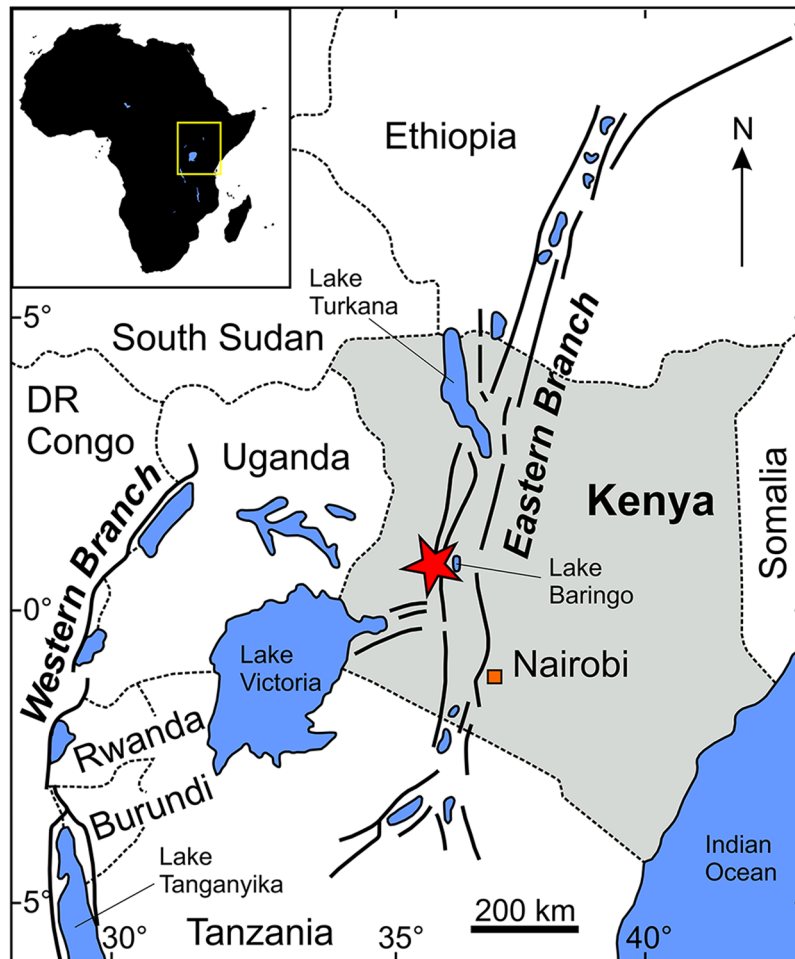 Ethiopia
N
Lake
Turkana
5°
South Sudan
DR
Congo
Uganda
Eastern Branch
Kenya
Somalia
Western Branch
Lake
Baringo
0°
Lake
Victoria
Nairobi
Rwanda
Burundi
Indian
Ocean
Lake
Tanganyika
5°
200 km
30°
Tanzania
35°
40°